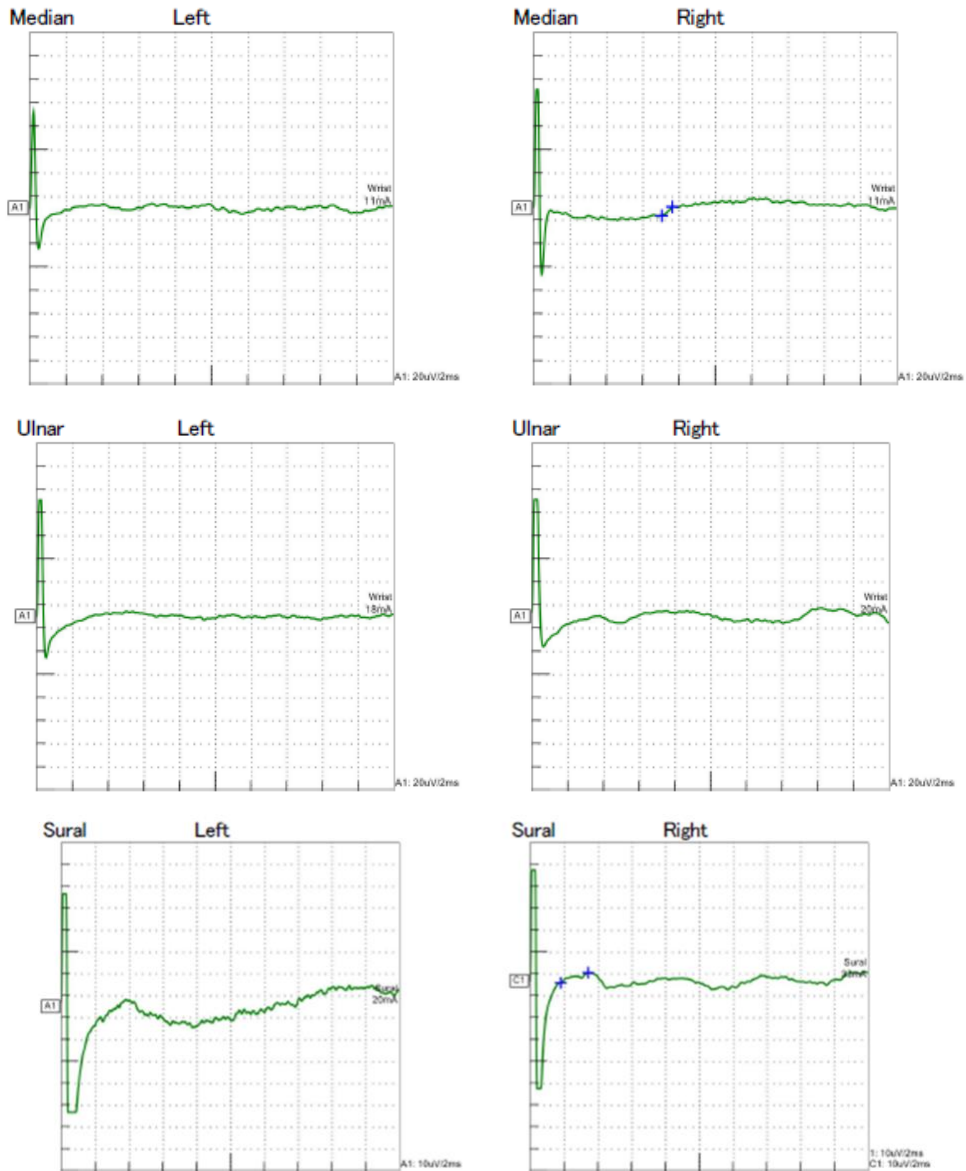 Median Left
Median Right
Wrist
11mA
A1
A1: 20uV/2ms
Wrist
11mA
A1
A1: 20uV/2ms
Ulnar Left
Ulnar Right
Wrist
18mA
A1
A1: 20uV/2ms
Wrist
20mA
A1
A1: 20uV/2ms
Sural Left
Sural Right
Sural
20mA
A1
A1: 10uV/2ms
Sural
C1
1: 10uV/2ms
C1: 10uV/2ms